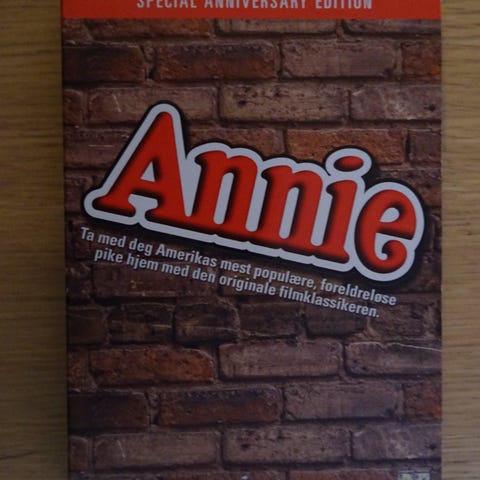 SPECIAL ANNIVERSARY EDITION
Annie
Ta med deg Amerikas mest populære, foreldreløse
pike hjem med den originale filmklassikeren.